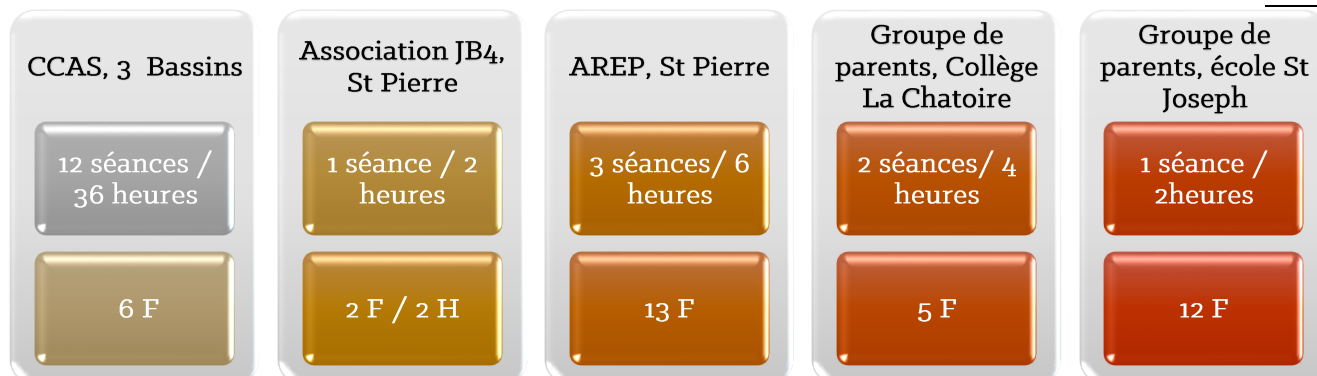 CCAS, 3 Bassins
12 séances /
36 heures
6 F
Association JB4,
St Pierre
1 séance / 2
heures
2 F / 2 H
AREP, St Pierre
3 séances/ 6
heures
13 F
Groupe de
parents, Collège
La Chatoire
2 séances/ 4
heures
5 F
Groupe de
parents, école St
Joseph
1 séance /
2heures
12 F